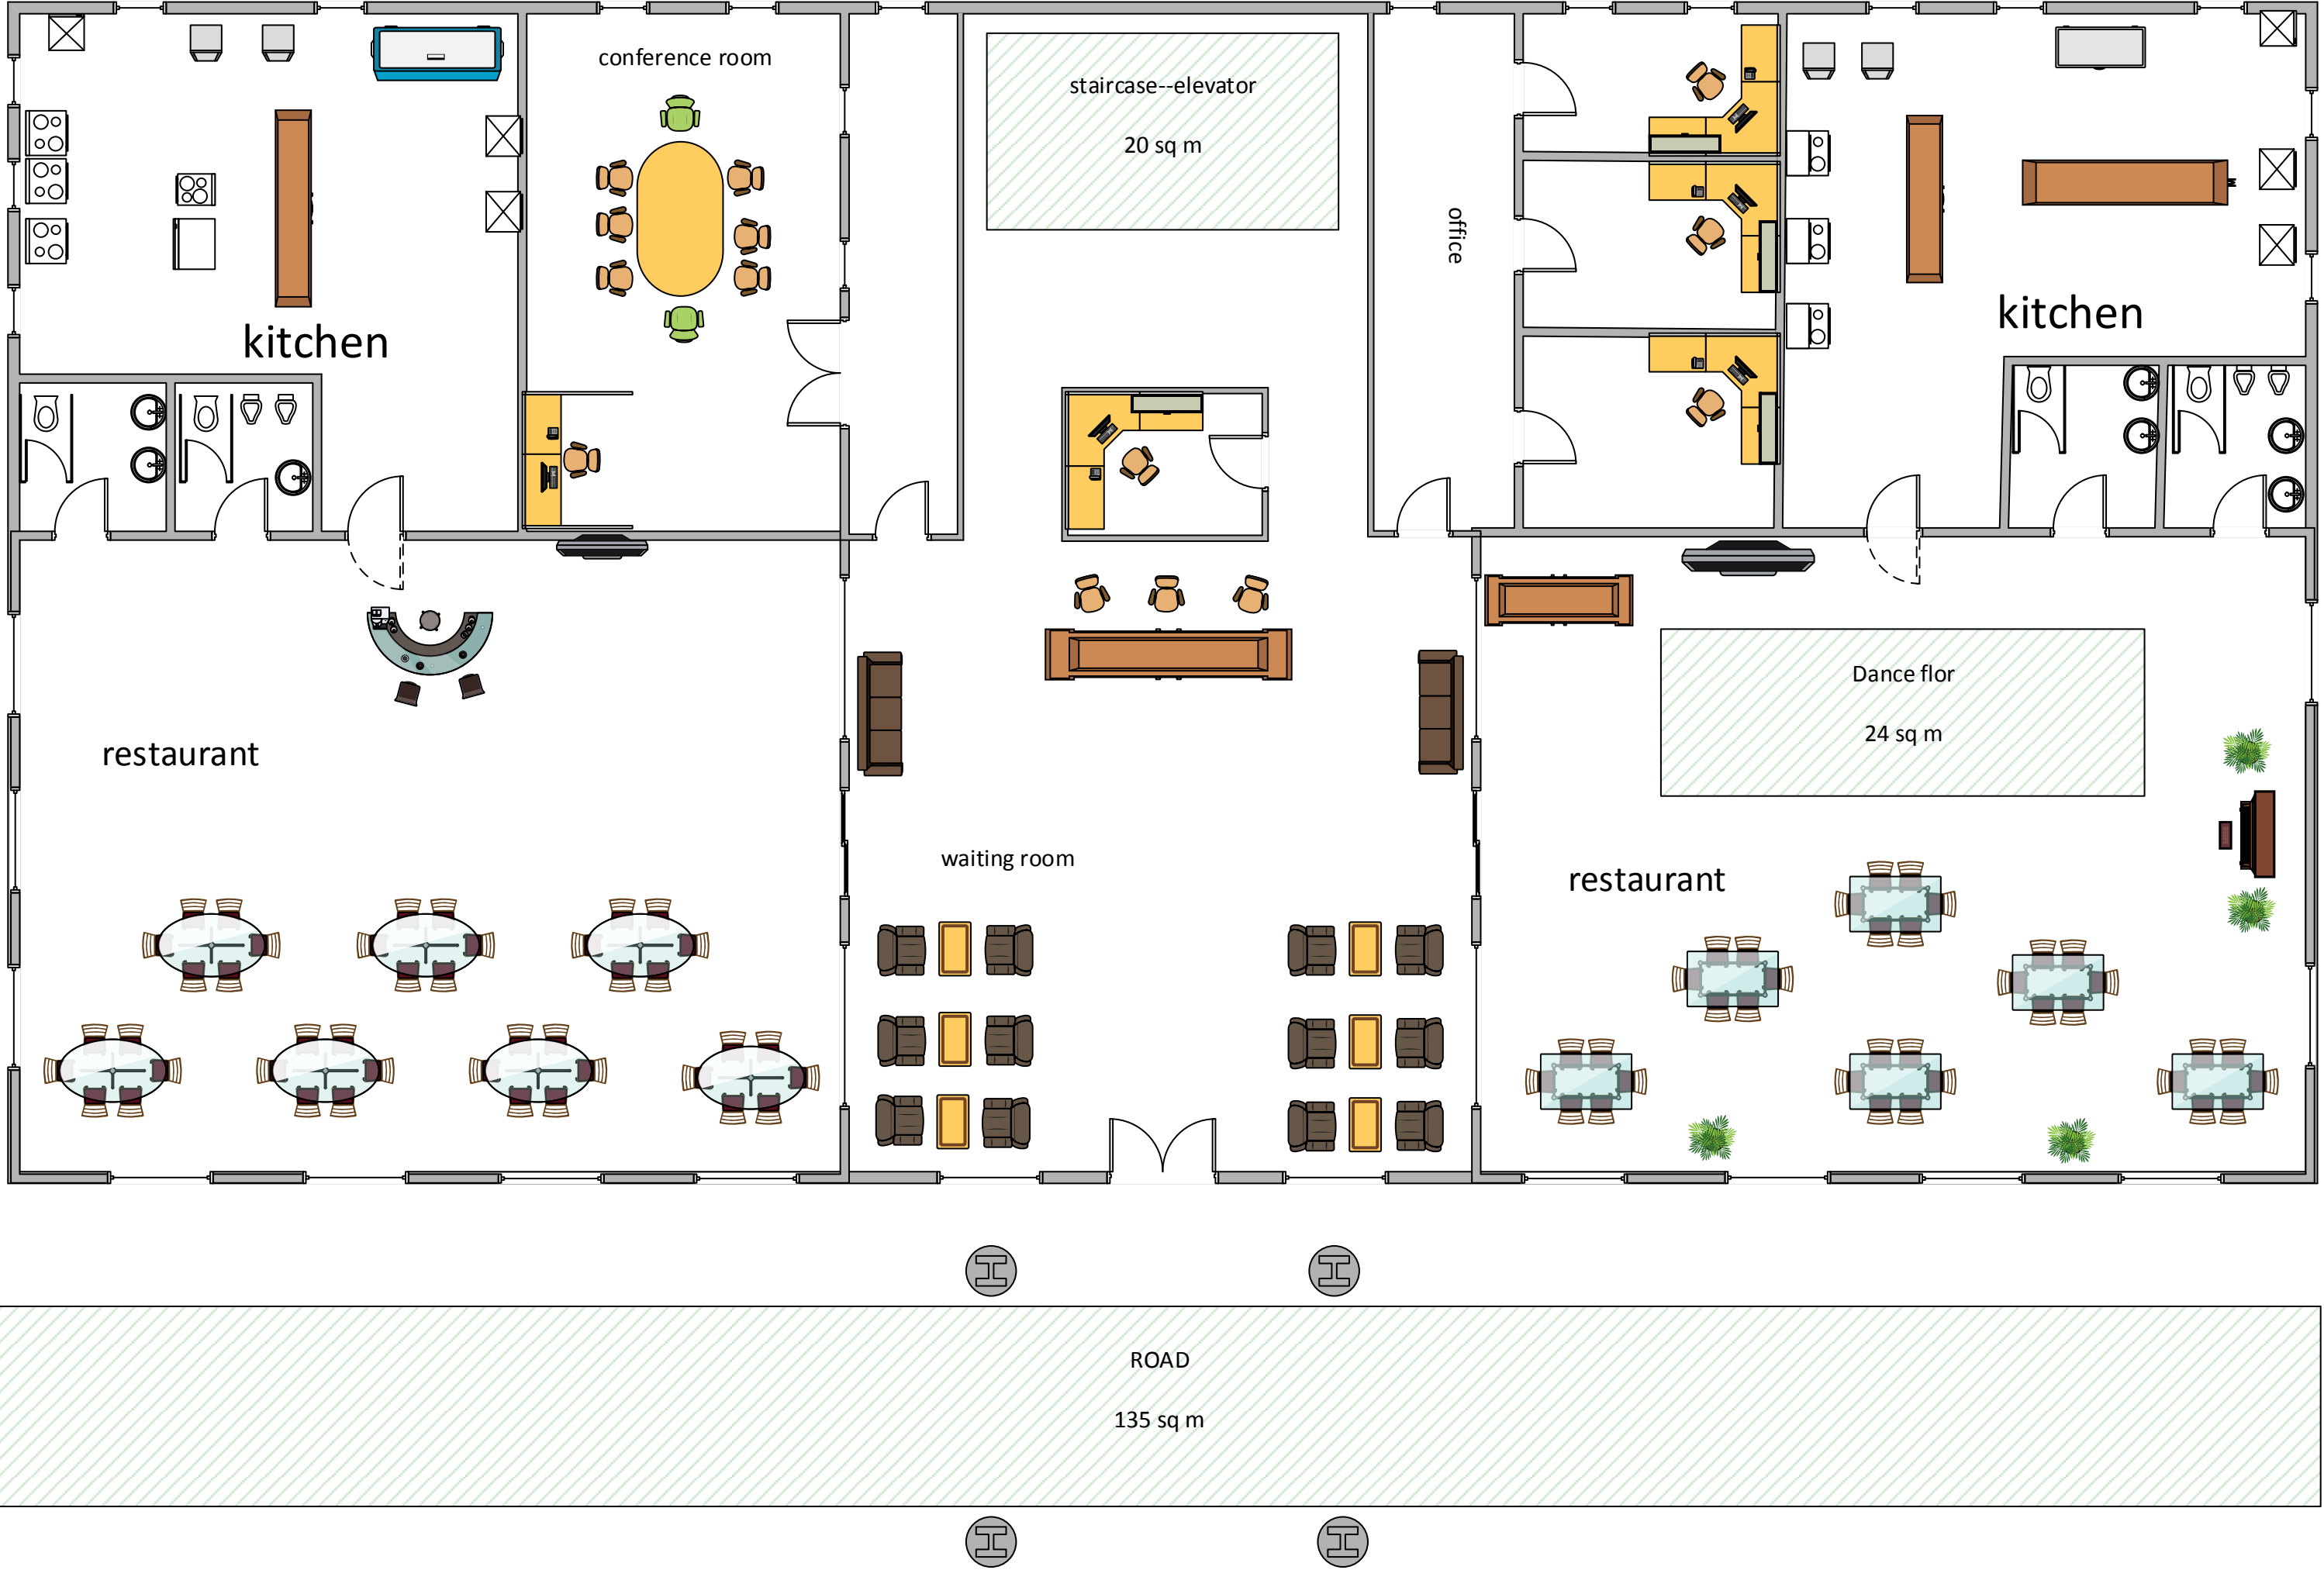 conference room
staircase--elevator
20 sq m
office
kitchen
kitchen
restaurant
Dance flor
24 sq m
waiting room
restaurant
ROAD
135 sq m